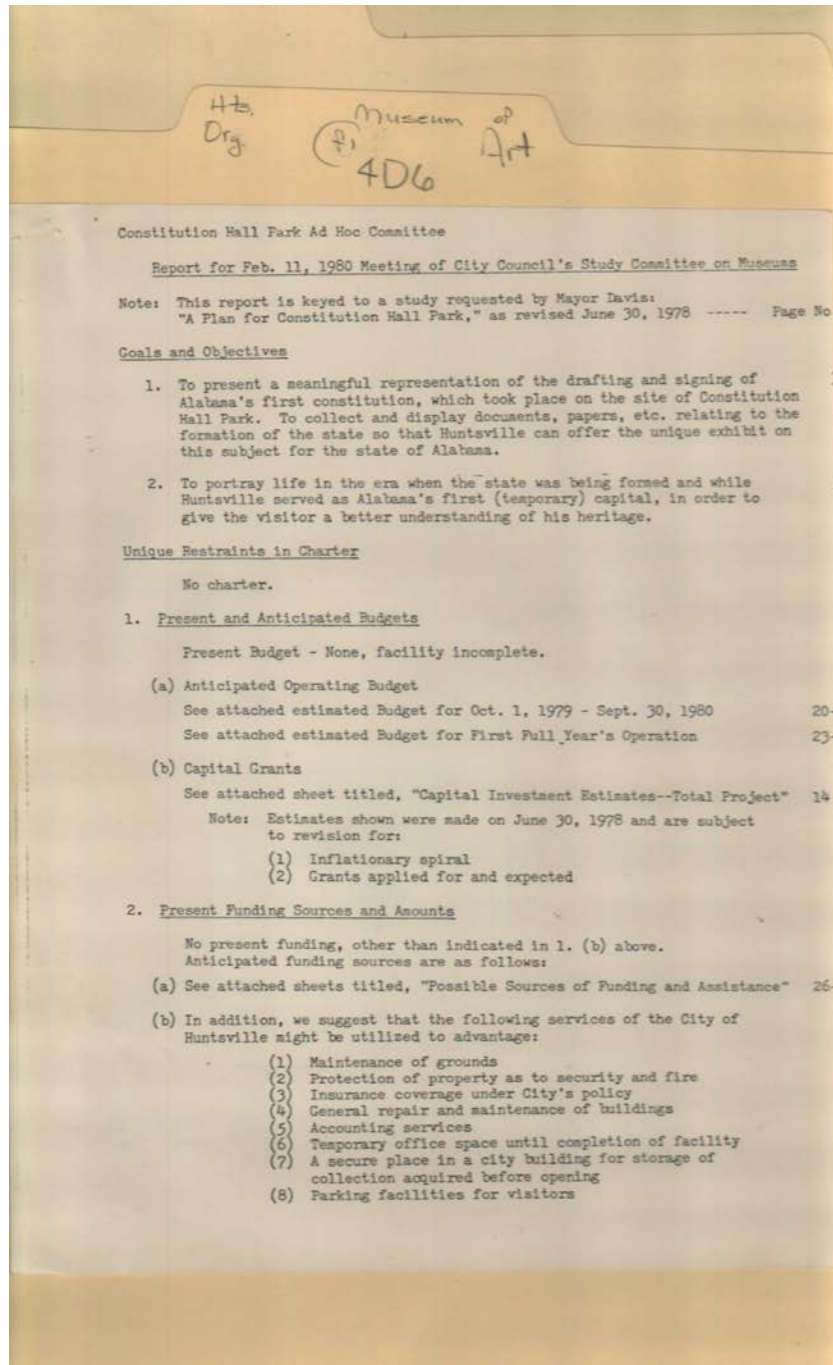 Hts. Museum of
Org. f1 Art
4D6
Constitution Hall Park Ad Hoc Committee
Report for Feb. 11, 1980 Meeting of City Council's Study Committee on Museums
Note: This report is keyed to a study requested by Mayor Davis:
"A Plan for Constitution Hall Park," as revised June 30, 1978 ----- Page No
Goals and Objectives
1. To present a meaningful representation of the drafting and signing of
Alabama's first constitution, which took place on the site of Constitution
Hall Park. To collect and display documents, papers, etc. relating to the
formation of the state so that Huntsville can offer the unique exhibit on
this subject for the state of Alabama.
2. To portray life in the era when the state was being formed and while
Huntsville served as Alabama's first (temporary) capital, in order to
give the visitor a better understanding of his heritage.
Unique Restraints in Charter
No charter.
1. Present and Anticipated Budgets
Present Budget - None, facility incomplete.
(a) Anticipated Operating Budget
See attached estimated Budget for Oct. 1, 1979 - Sept. 30, 1980 20-
See attached estimated Budget for First Full Year's Operation 23-
(b) Capital Grants
See attached sheet titled, "Capital Investment Estimates--Total Project" 14
Note: Estimates shown were made on June 30, 1978 and are subject
to revision for:
(1) Inflationary spiral
(2) Grants applied for and expected
2. Present Funding Sources and Amounts
No present funding, other than indicated in 1. (b) above.
Anticipated funding sources are as follows:
(a) See attached sheets titled, "Possible Sources of Funding and Assistance" 26-
(b) In addition, we suggest that the following services of the City of
Huntsville might be utilized to advantage:
(1) Maintenance of grounds
(2) Protection of property as to security and fire
(3) Insurance coverage under City's policy
(4) General repair and maintenance of buildings
(5) Accounting services
(6) Temporary office space until completion of facility
(7) A secure place in a city building for storage of
collection acquired before opening
(8) Parking facilities for visitors